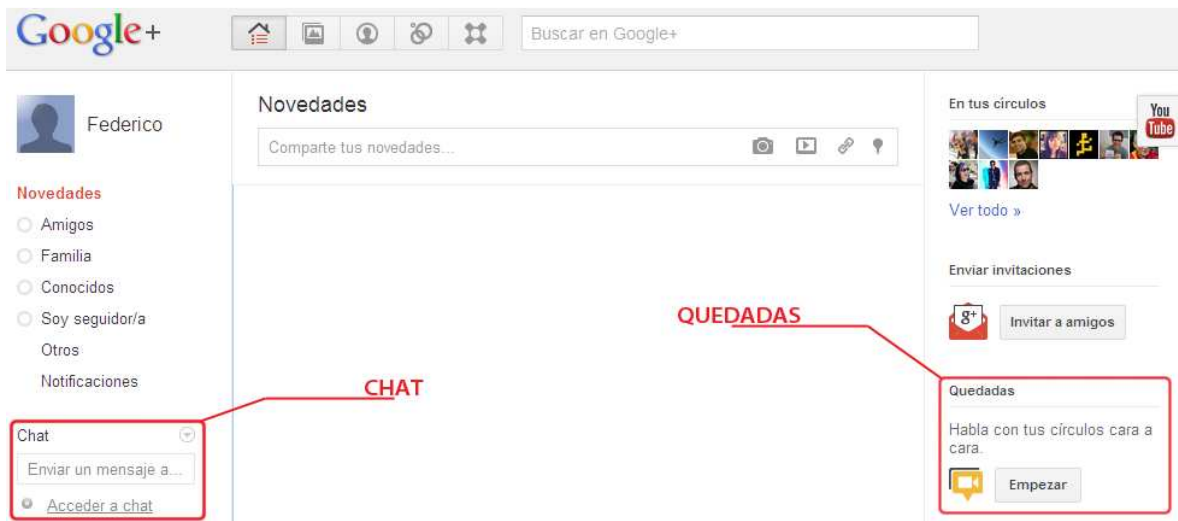 Google+
Buscar en Google+
Federico
Novedades
Amigos
Familia
Conocidos
Soy seguidor/a
Otros
Notificaciones
Chat
Enviar un mensaje a...
Acceder a chat
Novedades
Comparte tus novedades...
CHAT
QUEDADAS
En tus círculos
You
Tube
Ver todo »
Enviar invitaciones
g+
Invitar a amigos
Quedadas
Habla con tus círculos cara a
cara.
Empezar